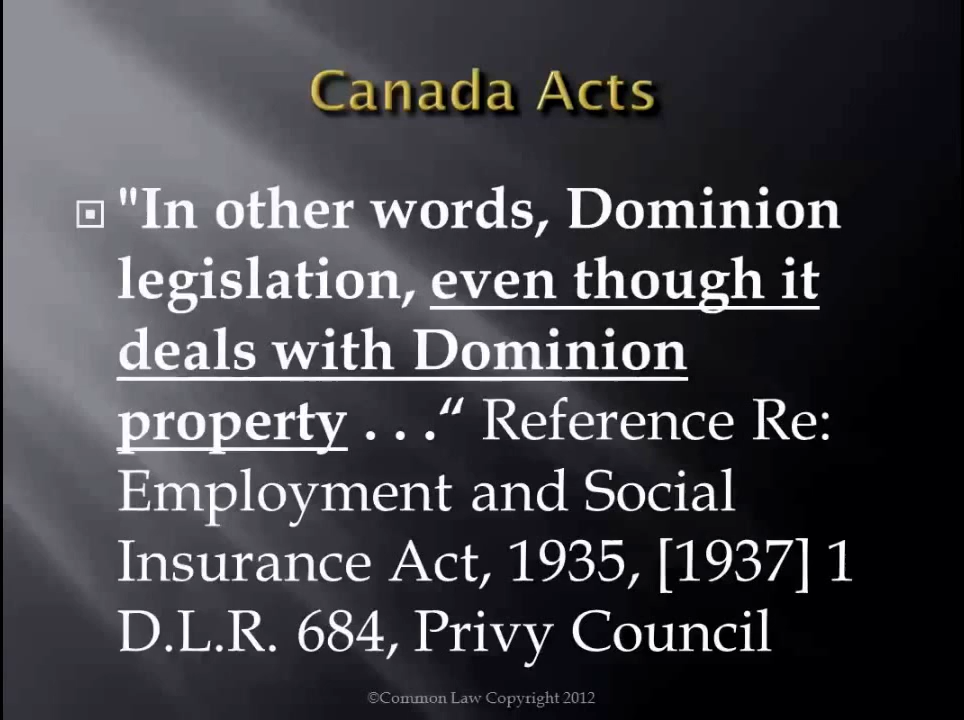 Canada Acts
"In other words, Dominion
legislation, even though it
deals with Dominion
property . . .“ Reference Re:
Employment and Social
Insurance Act, 1935, [1937] 1
D.L.R. 684, Privy Council
©Common Law Copyright 2012